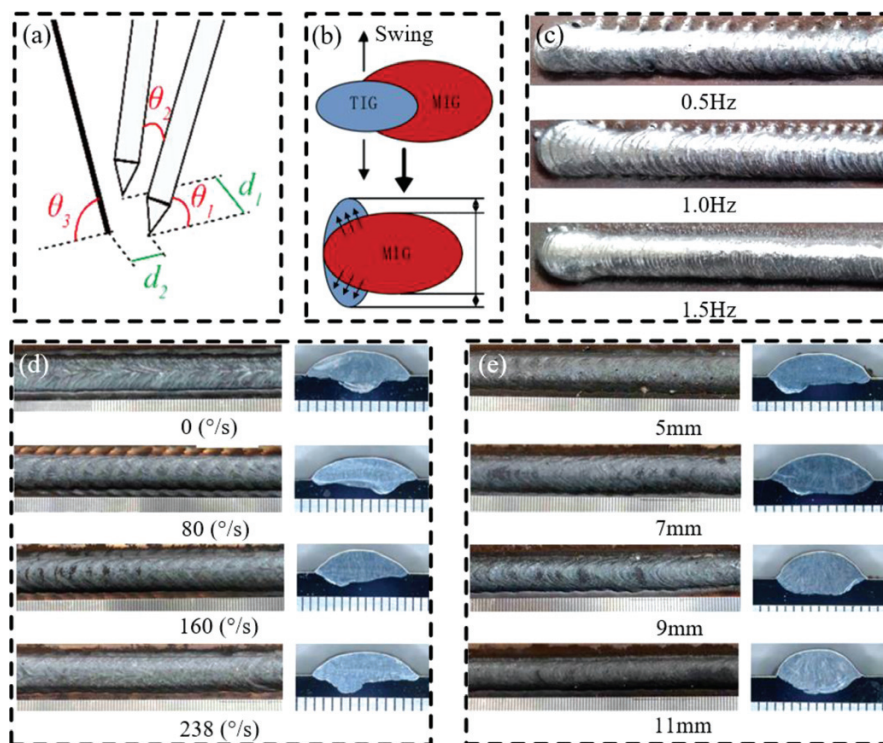 (a)
θ2
θ3
θ1
d1
d2
(b)
Swing
TIG
MIG
MIG
(c)
0.5Hz
1.0Hz
1.5Hz
(d)
0 (°/s)
80 (°/s)
160 (°/s)
238 (°/s)
(e)
5mm
7mm
9mm
11mm